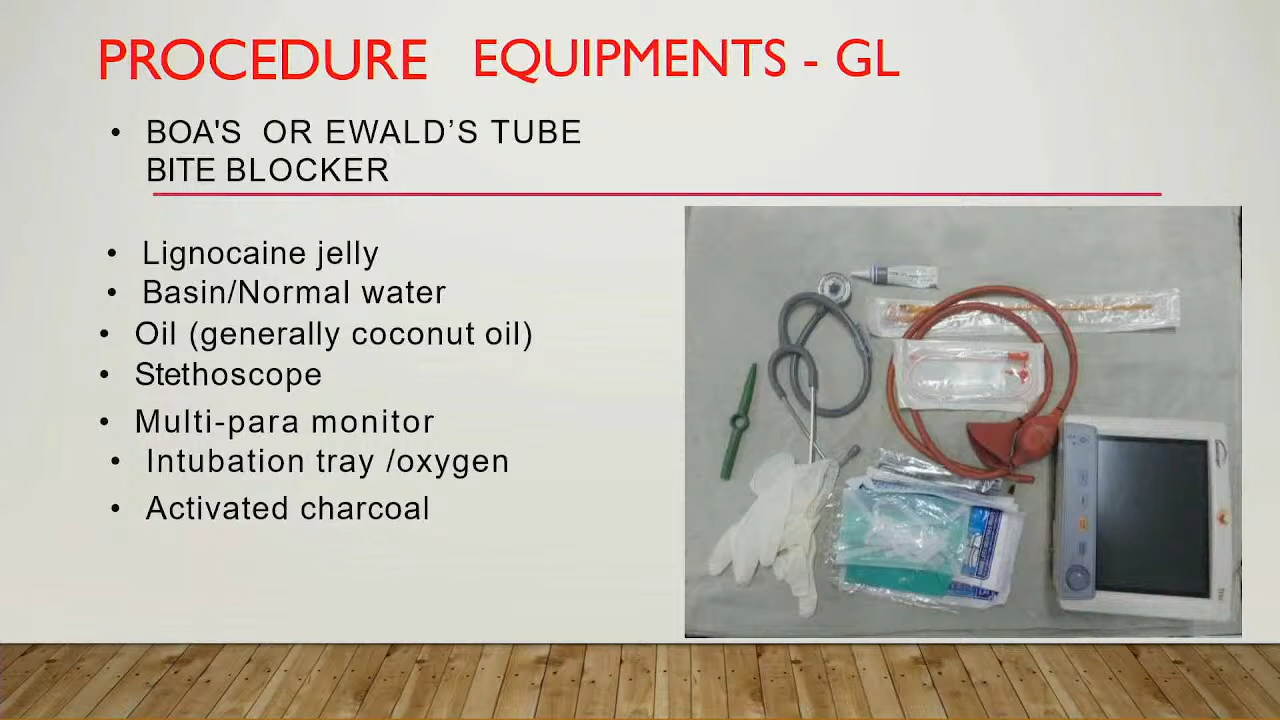 PROCEDURE EQUIPMENTS - GL
• BOA'S OR EWALD’S TUBE
BITE BLOCKER
• Lignocaine jelly
• Basin/Normal water
• Oil (generally coconut oil)
• Stethoscope
• Multi-para monitor
• Intubation tray /oxygen
• Activated charcoal